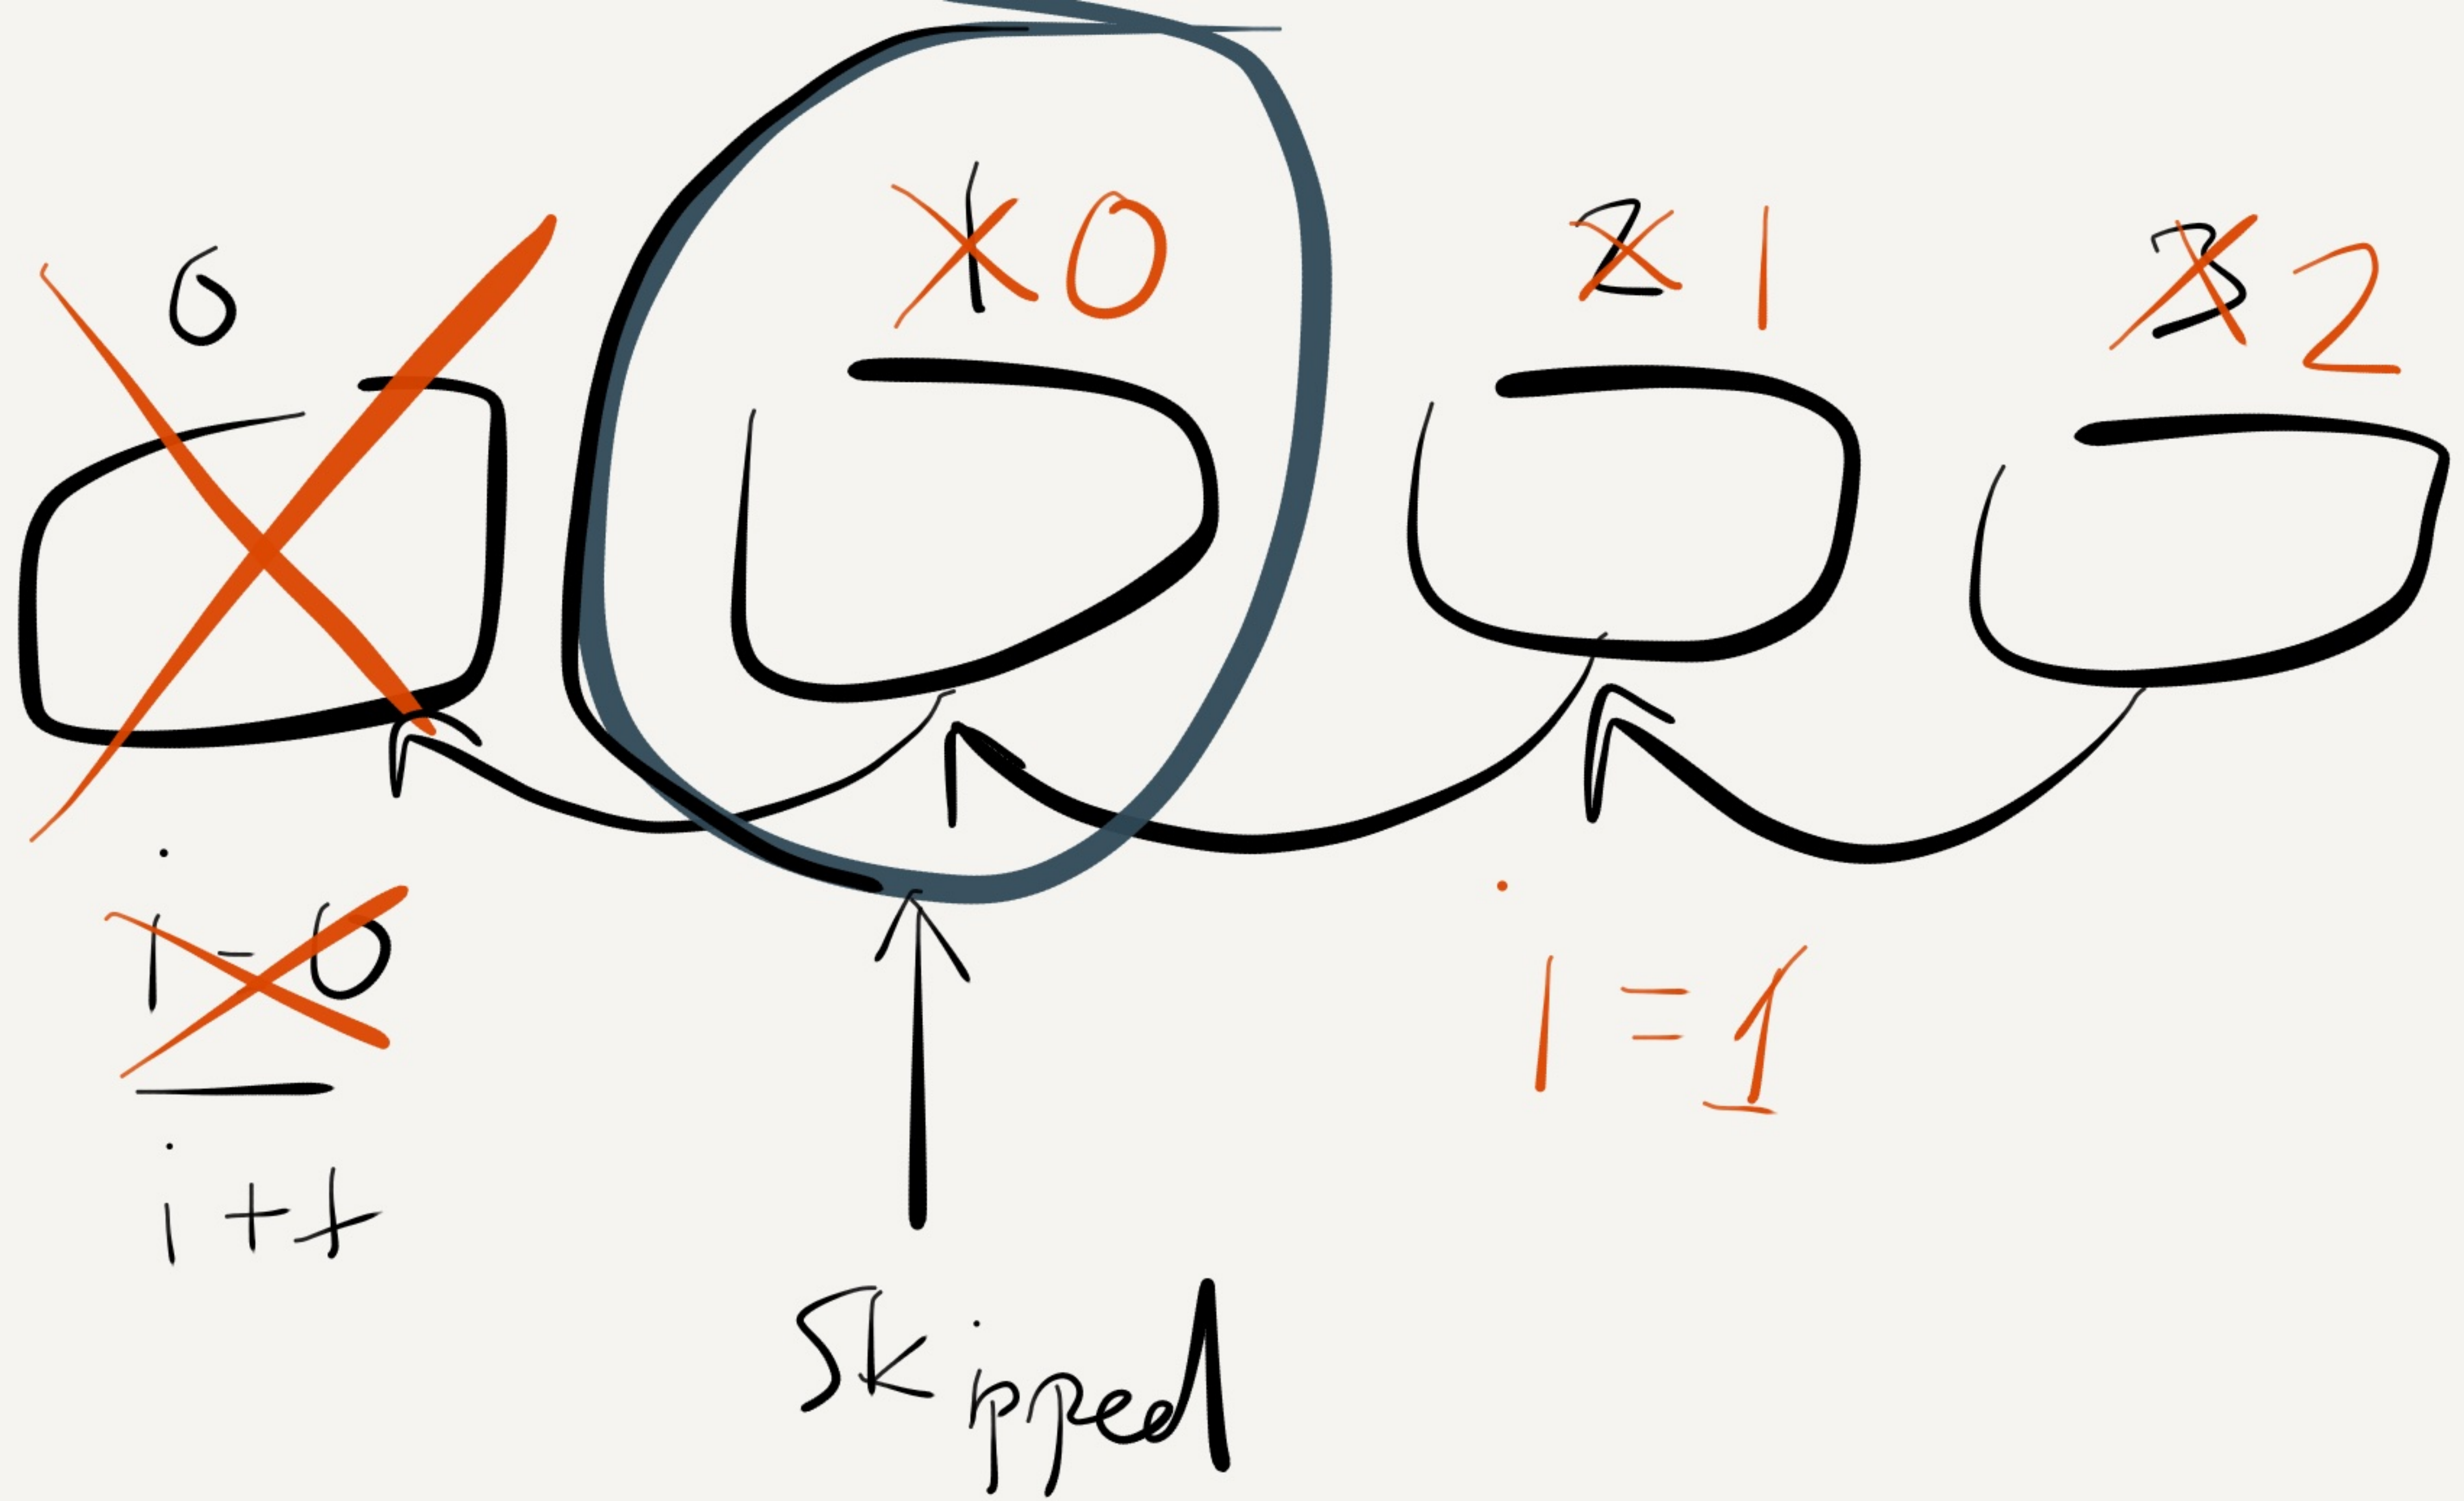 0 1 0 2 1 3 2
i = 0
i = 1
i++
skipped